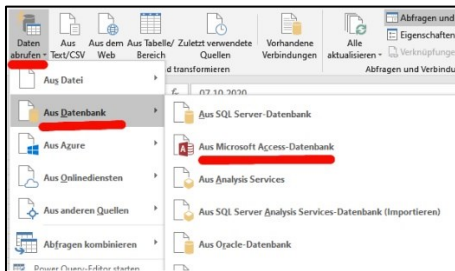 Daten abrufen
Aus Text/CSV
Aus dem Web
Aus Tabelle/ Bereich
Zuletzt verwendete Quellen
Vorhandene Verbindungen
Alle aktualisieren
Abfragen und
Eigenschaften
Verknüpfunge
d transformieren
Abfragen und Verbindu
Aus Datei
07.10.2020
Aus Datenbank
Aus SQL Server-Datenbank
Aus Azure
Aus Microsoft Access-Datenbank
Aus Onlinediensten
Aus Analysis Services
Aus anderen Quellen
Aus SQL Server Analysis Services-Datenbank (Importieren)
Abfragen kombinieren
Aus Oracle-Datenbank
Power Query-Editor starten